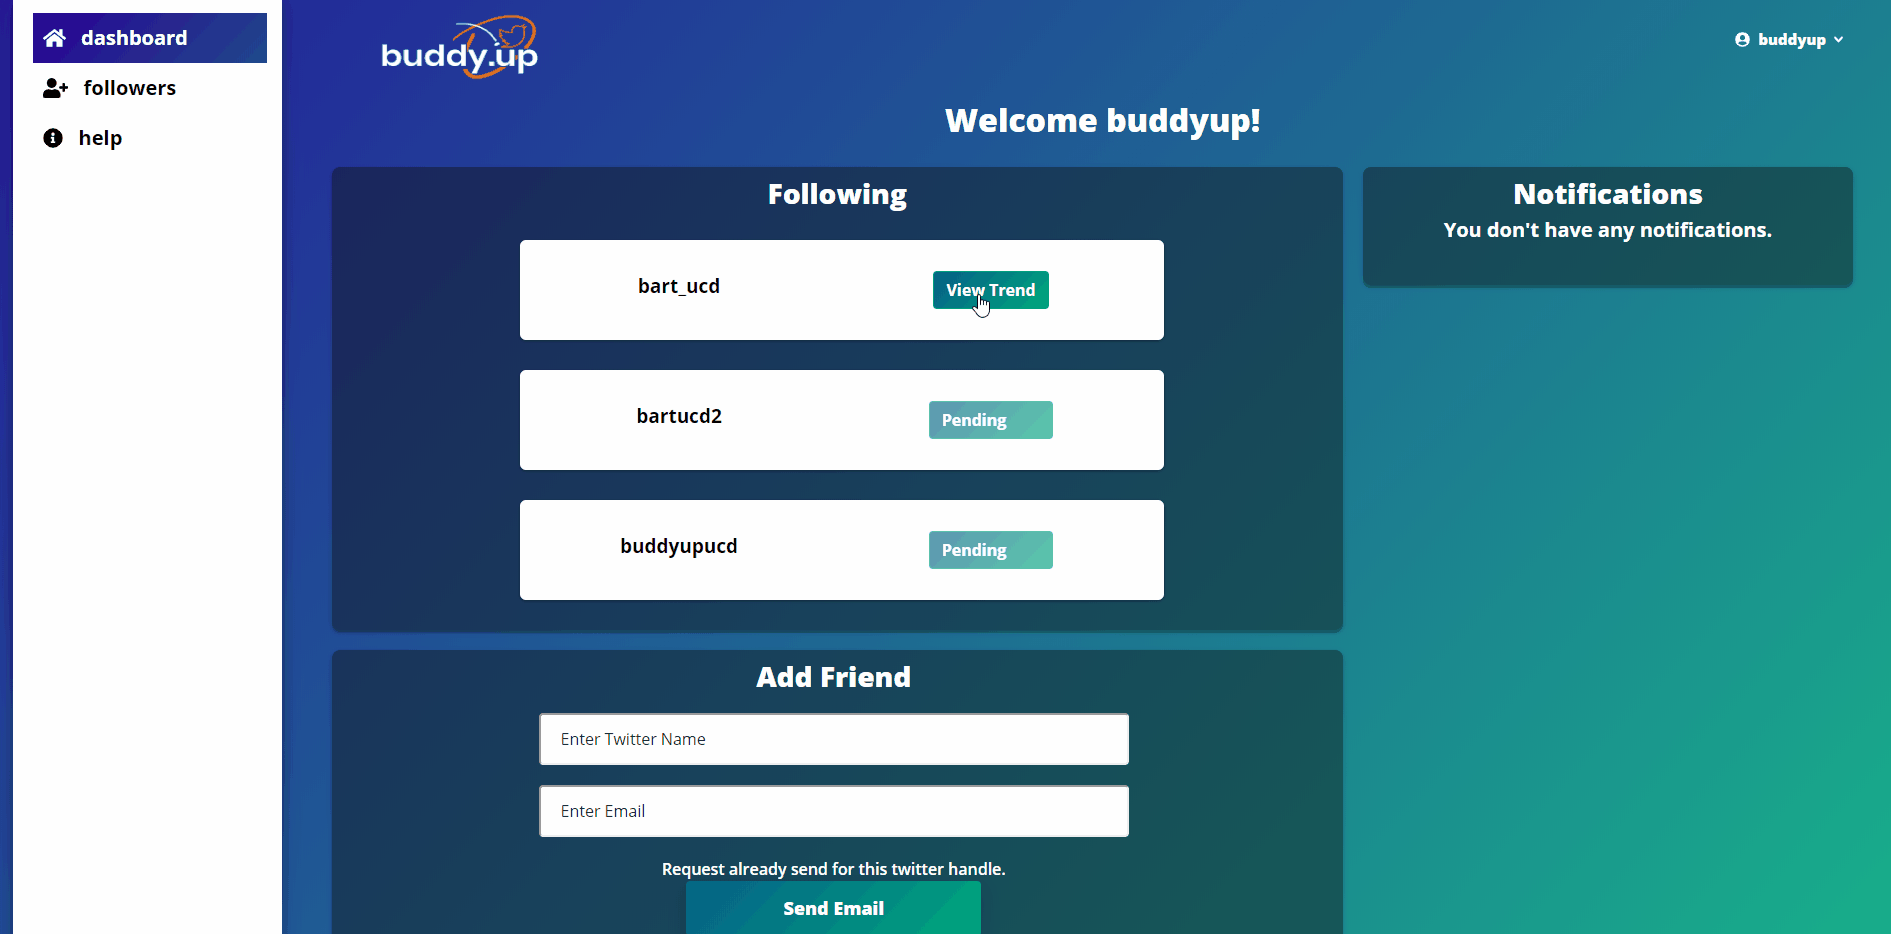 dashboard
followers
help
buddy.up
buddyup
Welcome buddyup!
Following
bart_ucd
View Trend
bartucd2
Pending
buddyupucd
Pending
Notifications
You don't have any notifications.
Add Friend
Enter Twitter Name
Enter Email
Request already send for this twitter handle.
Send Email